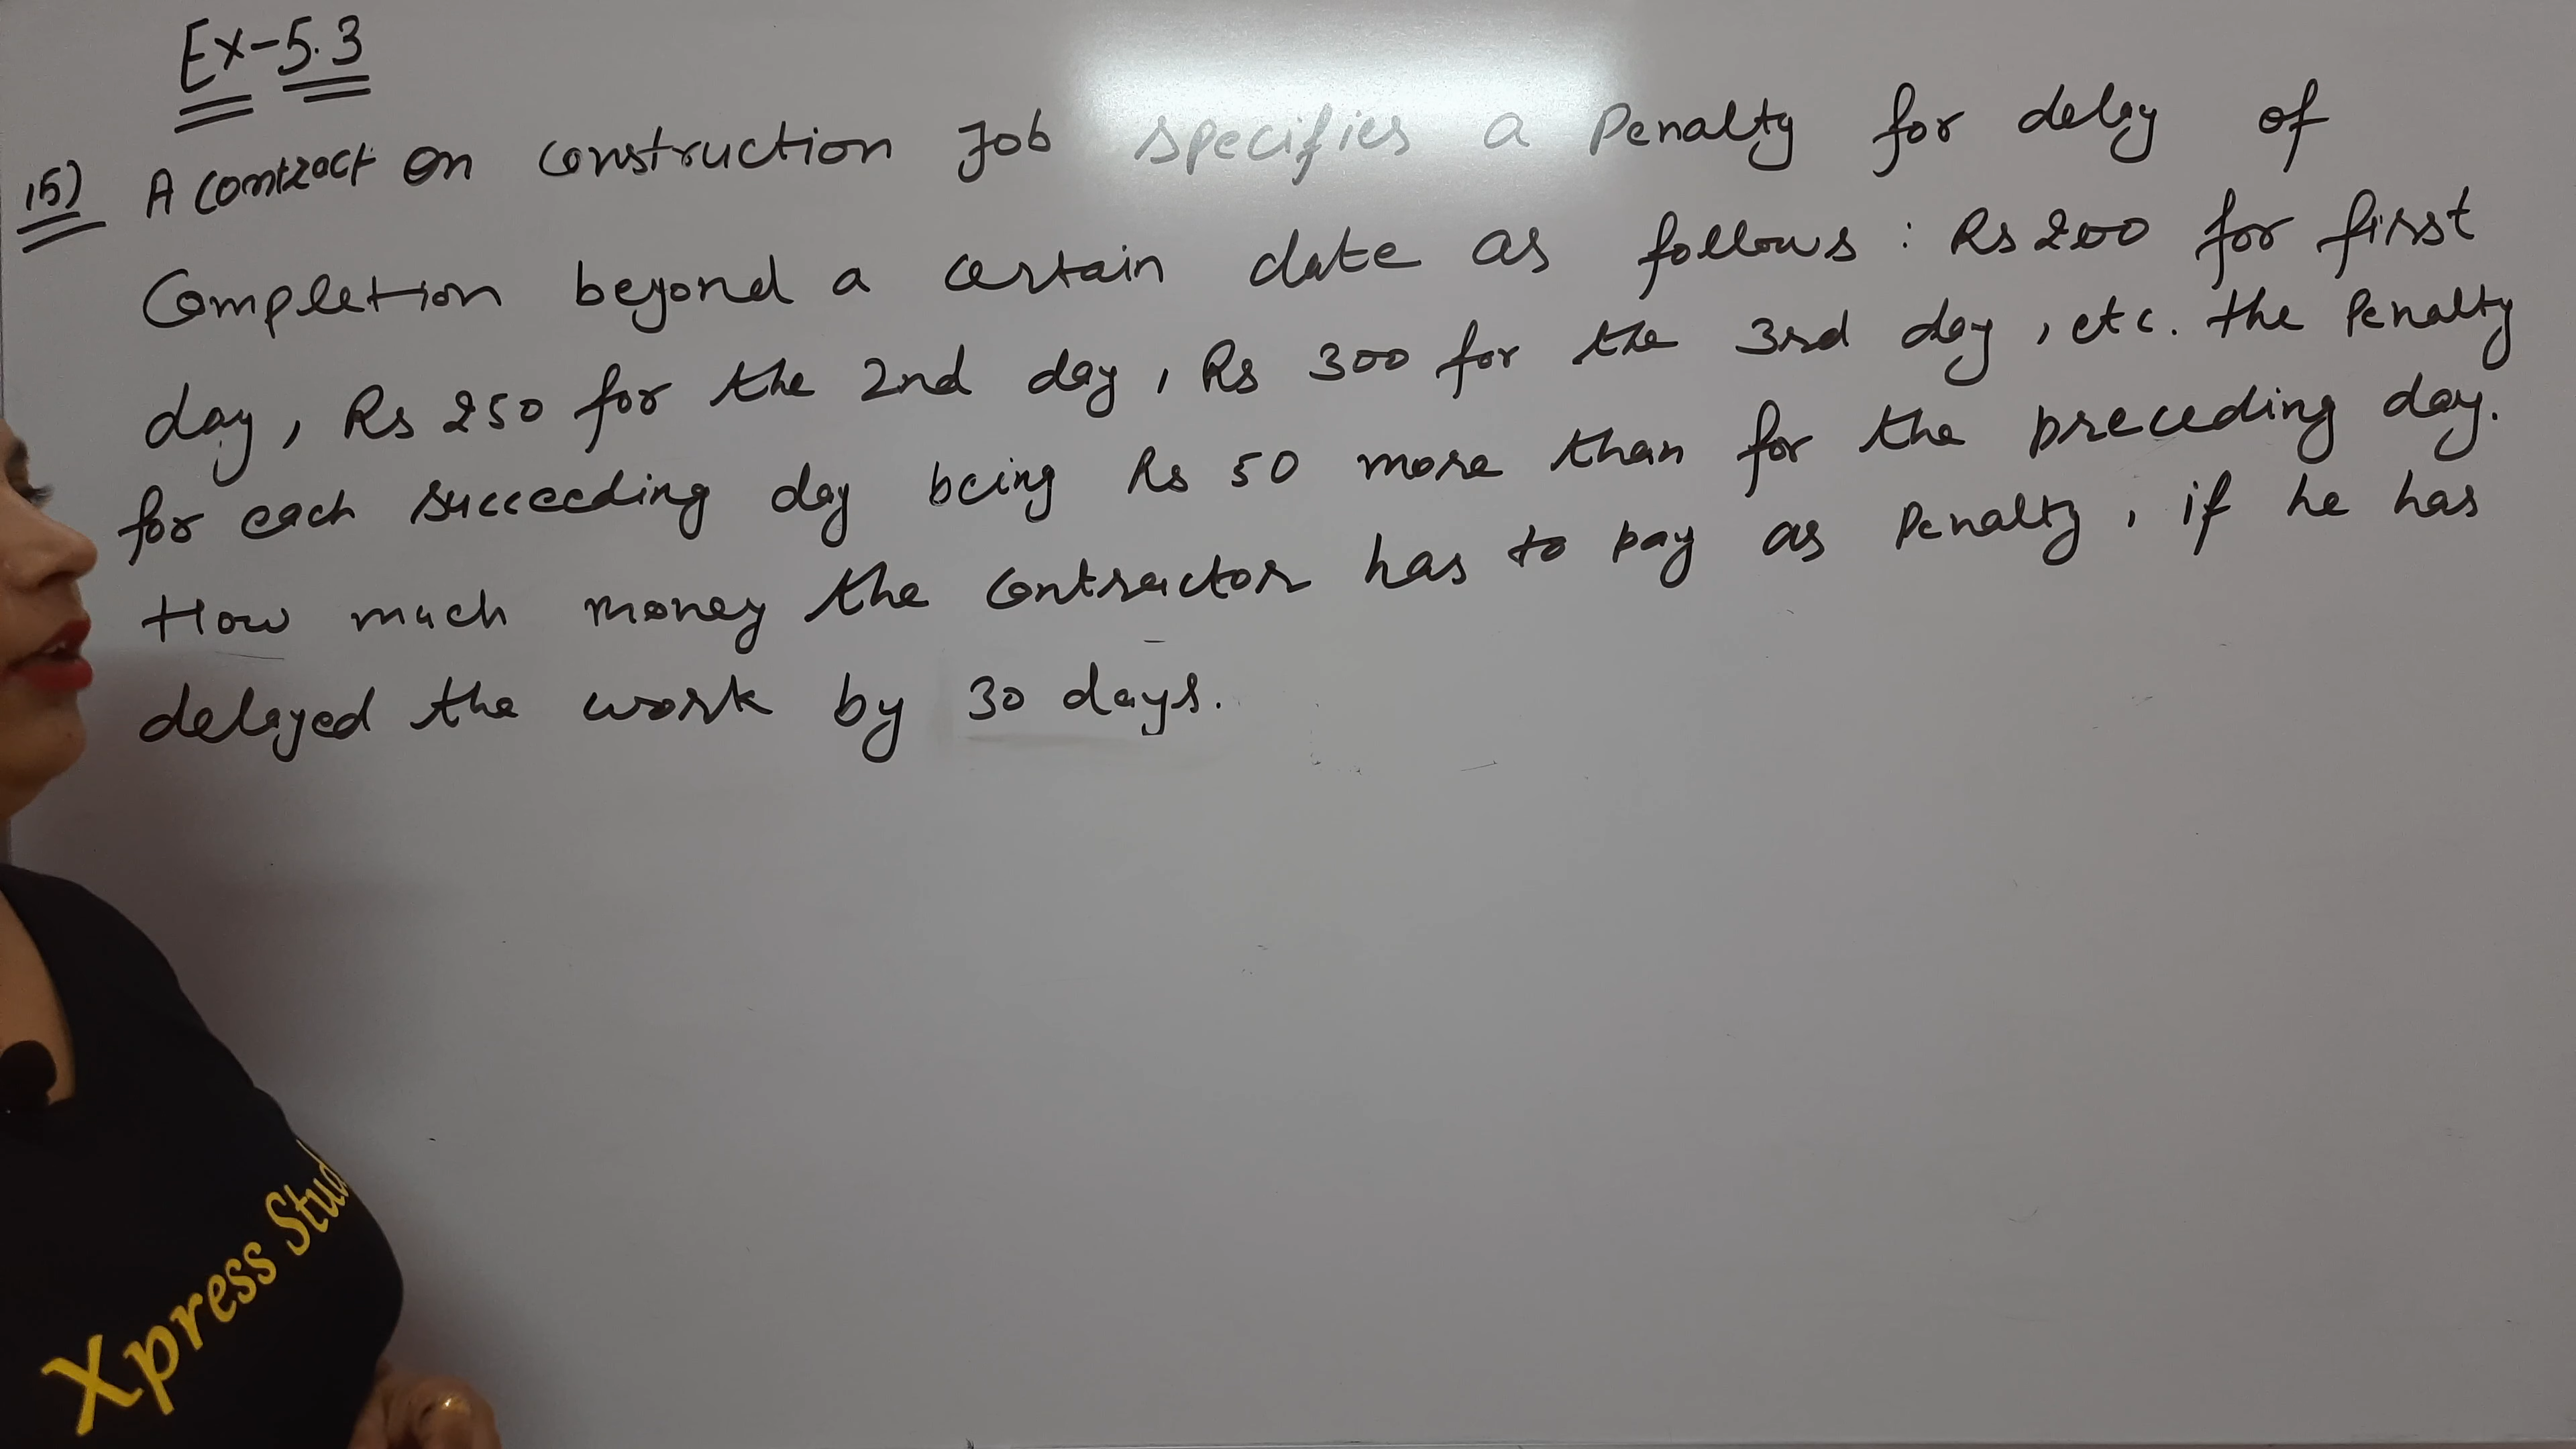 Ex-5.3
15) A contract on construction Job specifies a Penalty for delay of
Completion beyond a certain date as follows : Rs 200 for first
day, Rs 250 for the 2nd day, Rs 300 for the 3rd day, etc. the Penalty
for each succeeding day being Rs 50 more than for the preceding day.
How much money the contractor has to pay as Penalty, if he has
delayed the work by 30 days.
Xpress Stud